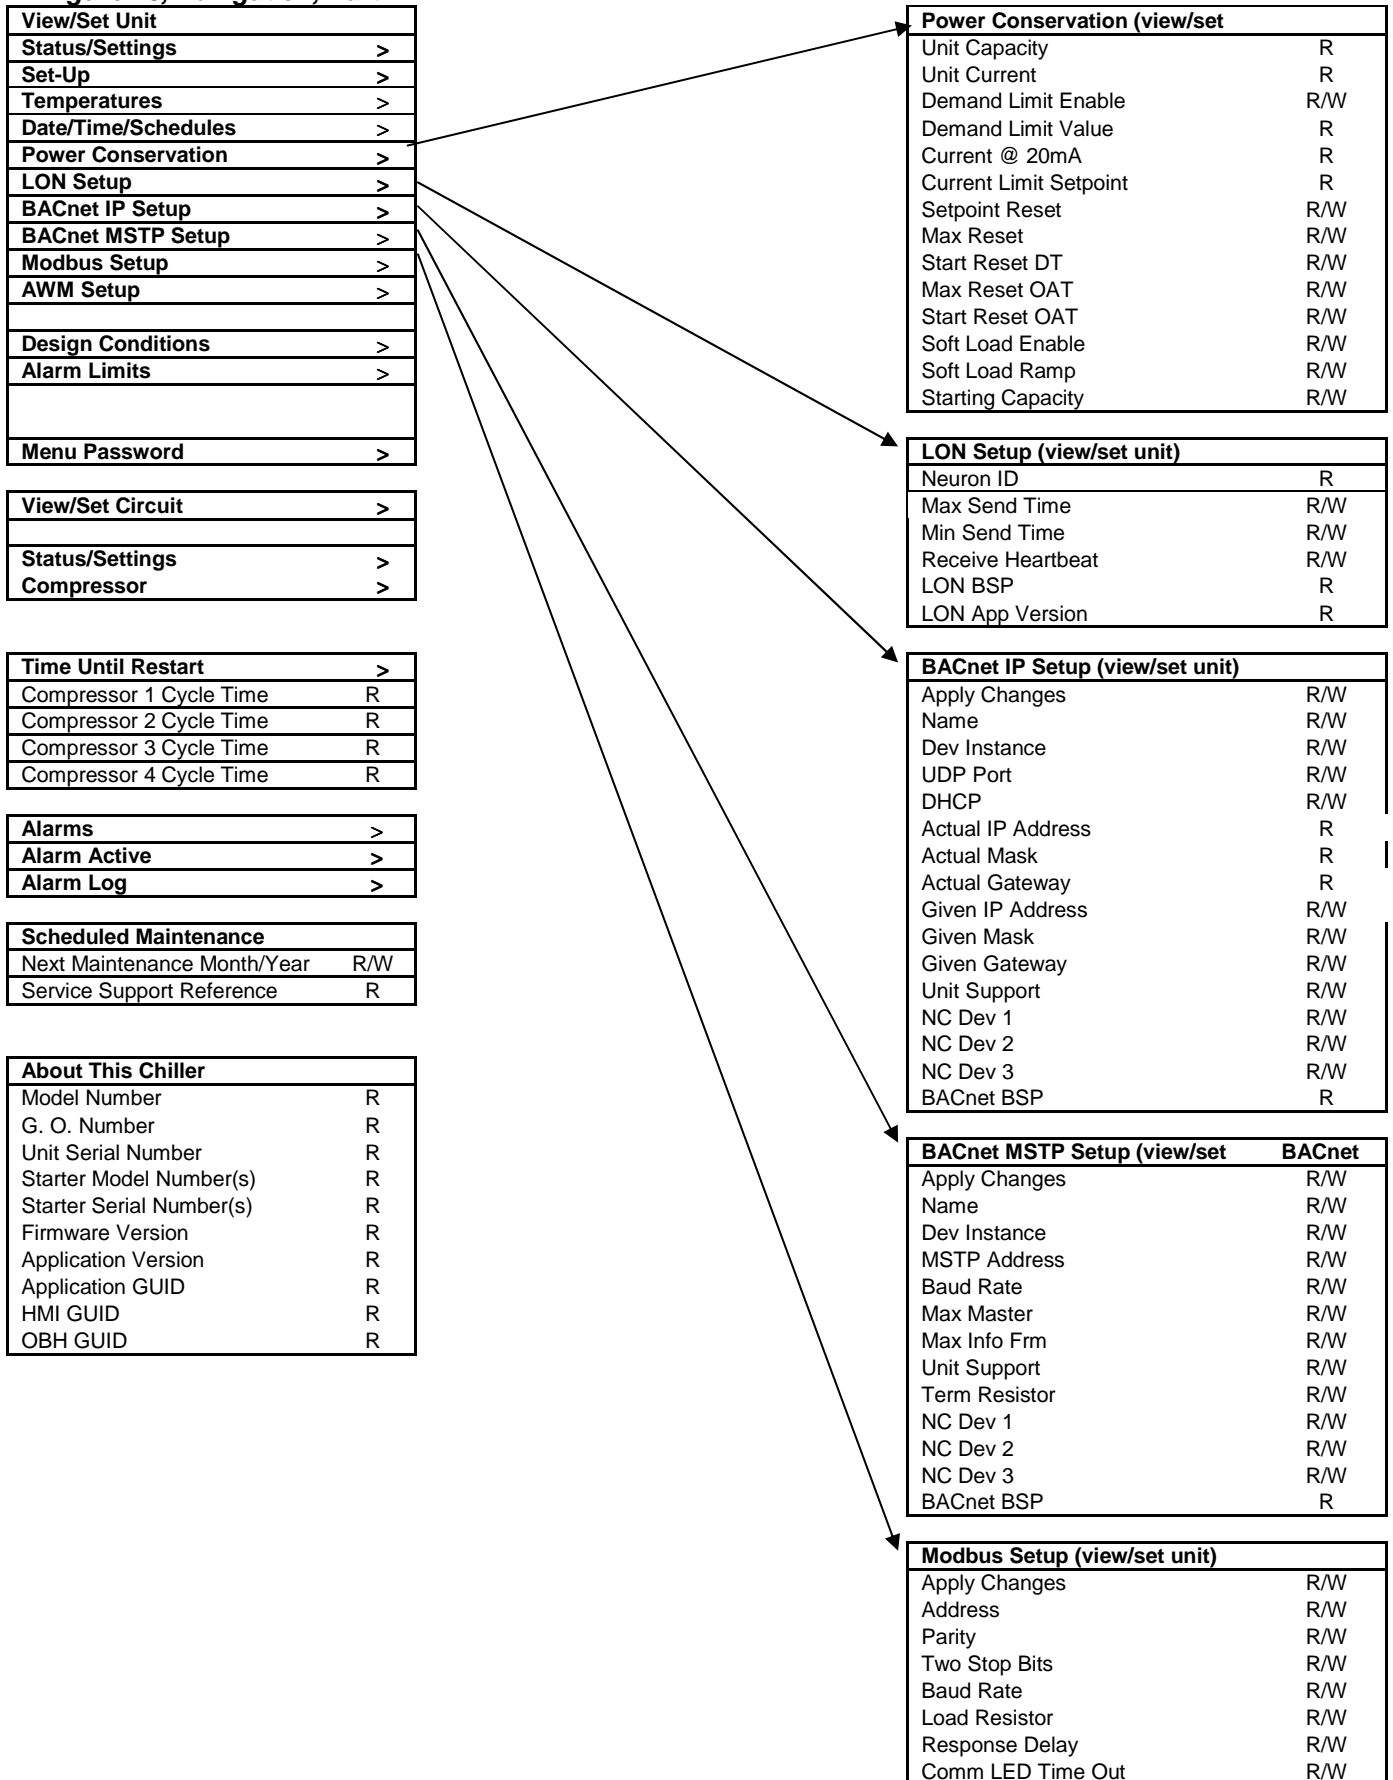 View/Set Unit
Status/Settings >
Set-Up >
Temperatures >
Date/Time/Schedules >
Power Conservation >
LON Setup >
BACnet IP Setup >
BACnet MSTP Setup >
Modbus Setup >
AWM Setup >
Design Conditions >
Alarm Limits >
Menu Password >
View/Set Circuit >
Status/Settings >
Compressor >
Time Until Restart >
Compressor 1 Cycle Time R
Compressor 2 Cycle Time R
Compressor 3 Cycle Time R
Compressor 4 Cycle Time R
Alarms >
Alarm Active >
Alarm Log >
Scheduled Maintenance
Next Maintenance Month/Year R/W
Service Support Reference R
About This Chiller
Model Number R
G. O. Number R
Unit Serial Number R
Starter Model Number(s) R
Starter Serial Number(s) R
Firmware Version R
Application Version R
Application GUID R
HMI GUID R
OBH GUID R
Power Conservation (view/set
Unit Capacity R
Unit Current R
Demand Limit Enable R/W
Demand Limit Value R
Current @ 20mA R
Current Limit Setpoint R
Setpoint Reset R/W
Max Reset R/W
Start Reset DT R/W
Max Reset OAT R/W
Start Reset OAT R/W
Soft Load Enable R/W
Soft Load Ramp R/W
Starting Capacity R/W
LON Setup (view/set unit)
Neuron ID R
Max Send Time R/W
Min Send Time R/W
Receive Heartbeat R/W
LON BSP R
LON App Version R
BACnet IP Setup (view/set unit)
Apply Changes R/W
Name R/W
Dev Instance R/W
UDP Port R/W
DHCP R/W
Actual IP Address R
Actual Mask R
Actual Gateway R
Given IP Address R/W
Given Mask R/W
Given Gateway R/W
Unit Support R/W
NC Dev 1 R/W
NC Dev 2 R/W
NC Dev 3 R/W
BACnet BSP R
BACnet MSTP Setup (view/set BACnet
Apply Changes R/W
Name R/W
Dev Instance R/W
MSTP Address R/W
Baud Rate R/W
Max Master R/W
Max Info Frm R/W
Unit Support R/W
Term Resistor R/W
NC Dev 1 R/W
NC Dev 2 R/W
NC Dev 3 R/W
BACnet BSP R
Modbus Setup (view/set unit)
Apply Changes R/W
Address R/W
Parity R/W
Two Stop Bits R/W
Baud Rate R/W
Load Resistor R/W
Response Delay R/W
Comm LED Time Out R/W